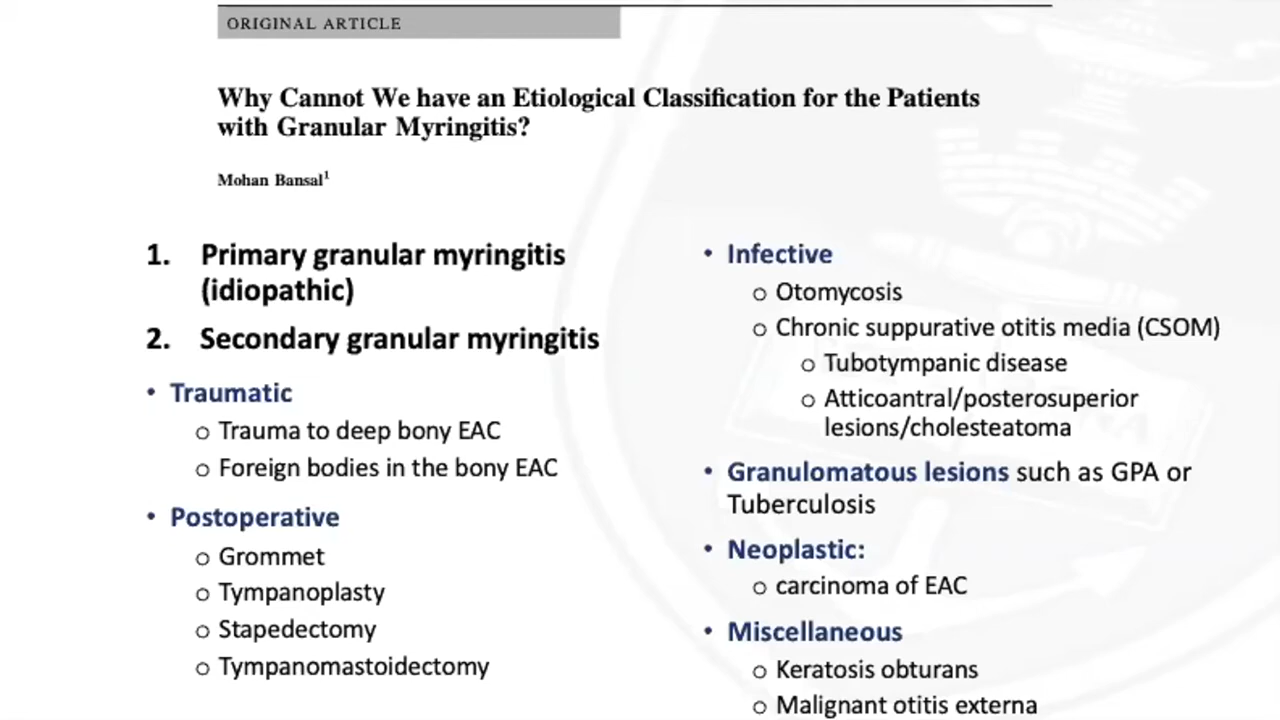 ORIGINAL ARTICLE
Why Cannot We have an Etiological Classification for the Patients
with Granular Myringitis?
Mohan Bansal¹
1. Primary granular myringitis
(idiopathic)
2. Secondary granular myringitis
• Traumatic
o Trauma to deep bony EAC
o Foreign bodies in the bony EAC
• Postoperative
o Grommet
o Tympanoplasty
o Stapedectomy
o Tympanomastoidectomy
• Infective
o Otomycosis
o Chronic suppurative otitis media (CSOM)
o Tubotympanic disease
o Atticoantral/posterosuperior
lesions/cholesteatoma
• Granulomatous lesions such as GPA or
Tuberculosis
• Neoplastic:
o carcinoma of EAC
• Miscellaneous
o Keratosis obturans
o Malignant otitis externa